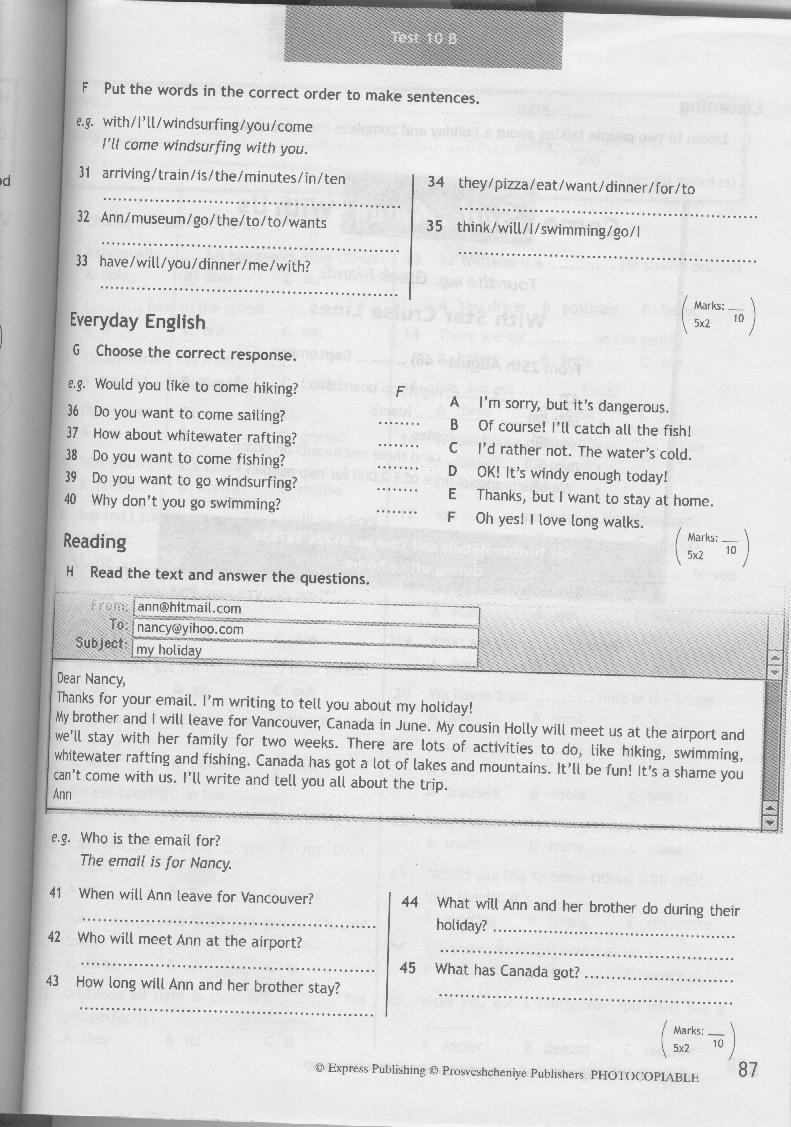 Test 10 B
F Put the words in the correct order to make sentences.
e.g. with/I'll/windsurfing/you/come
I'll come windsurfing with you.
31 arriving/train/is/the/minutes/in/ten
32 Ann/museum/go/the/to/to/wants
33 have/will/you/dinner/me/with?
34 they/pizza/eat/want/dinner/for/to
35 think/will/I/swimming/go/I
Marks:
5x2 10
Everyday English
G Choose the correct response.
e.g. Would you like to come hiking? F
36 Do you want to come sailing? ........
37 How about whitewater rafting? ........
38 Do you want to come fishing? ........
39 Do you want to go windsurfing? ........
40 Why don't you go swimming? ........
A I'm sorry, but it's dangerous.
B Of course! I'll catch all the fish!
C I'd rather not. The water's cold.
D OK! It's windy enough today!
E Thanks, but I want to stay at home.
F Oh yes! I love long walks.
Marks:
5x2 10
Reading
H Read the text and answer the questions.
From: ann@hitmail.com
To: nancy@yihoo.com
Subject: my holiday
Dear Nancy,
Thanks for your email. I'm writing to tell you about my holiday!
My brother and I will leave for Vancouver, Canada in June. My cousin Holly will meet us at the airport and
we'll stay with her family for two weeks. There are lots of activities to do, like hiking, swimming,
whitewater rafting and fishing. Canada has got a lot of lakes and mountains. It'll be fun! It's a shame you
can't come with us. I'll write and tell you all about the trip.
Ann
e.g. Who is the email for?
The email is for Nancy.
41 When will Ann leave for Vancouver?
42 Who will meet Ann at the airport?
43 How long will Ann and her brother stay?
44 What will Ann and her brother do during their
holiday?
45 What has Canada got?
Marks:
5x2 10
© Express Publishing © Prosveshcheniye Publishers PHOTOCOPIABLE 87